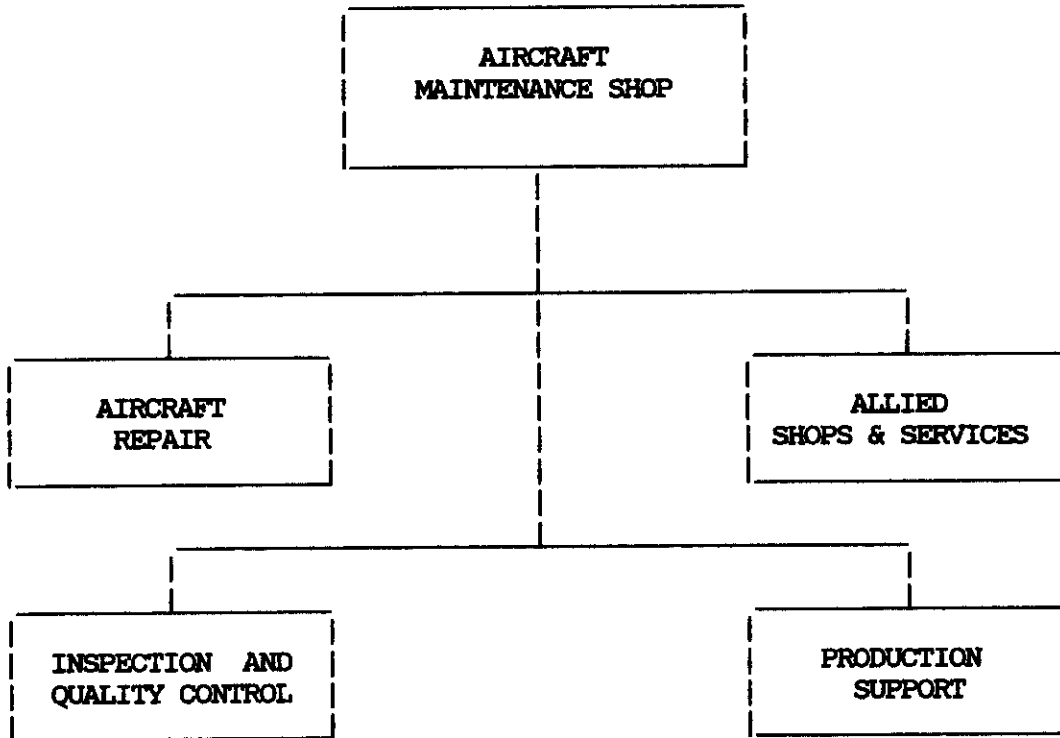 AIRCRAFT
MAINTENANCE SHOP
AIRCRAFT
REPAIR
ALLIED
SHOPS & SERVICES
INSPECTION AND
QUALITY CONTROL
PRODUCTION
SUPPORT